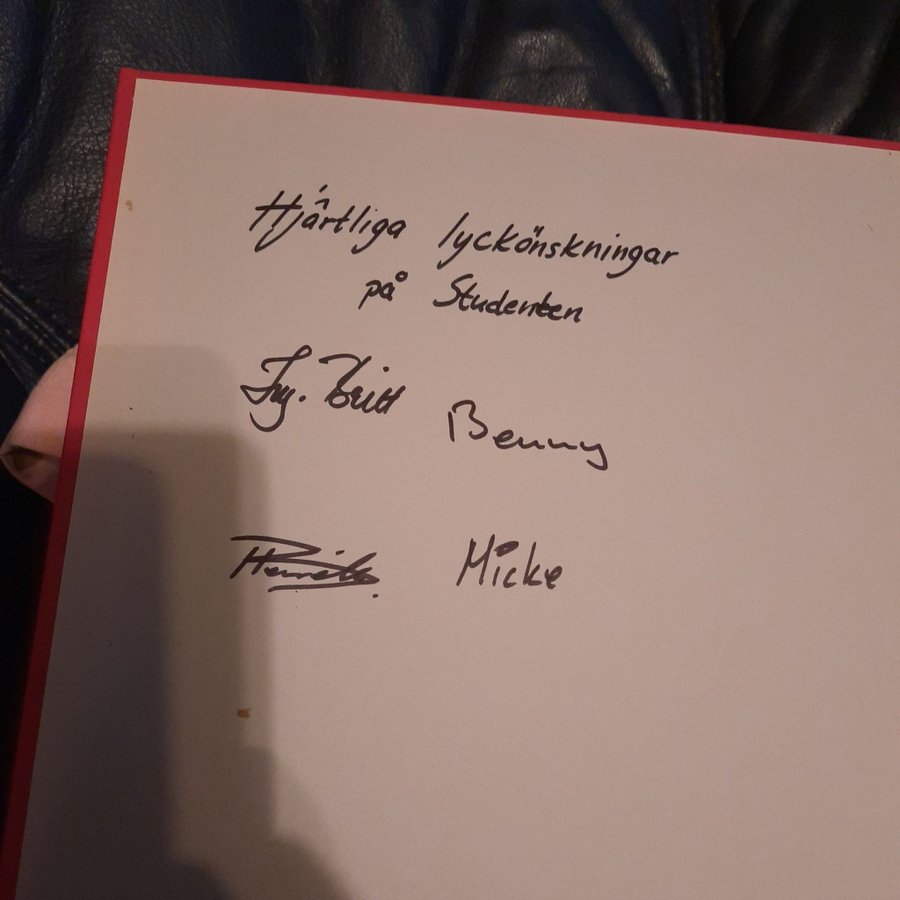 Hjärtliga lyckönskningar
på Studenten
Ing. Britt Benny
Micke